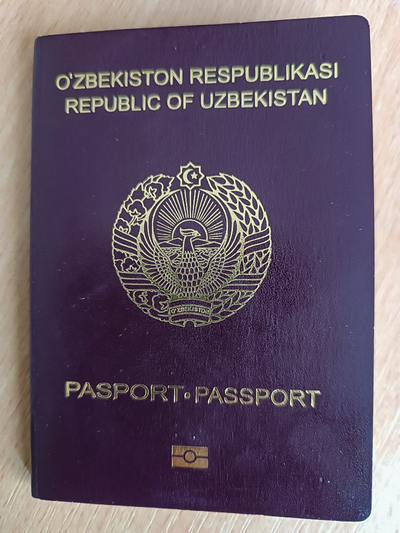 O'ZBEKISTON RESPUBLIKASI
REPUBLIC OF UZBEKISTAN
O'ZBEKISTON
PASPORT·PASSPORT